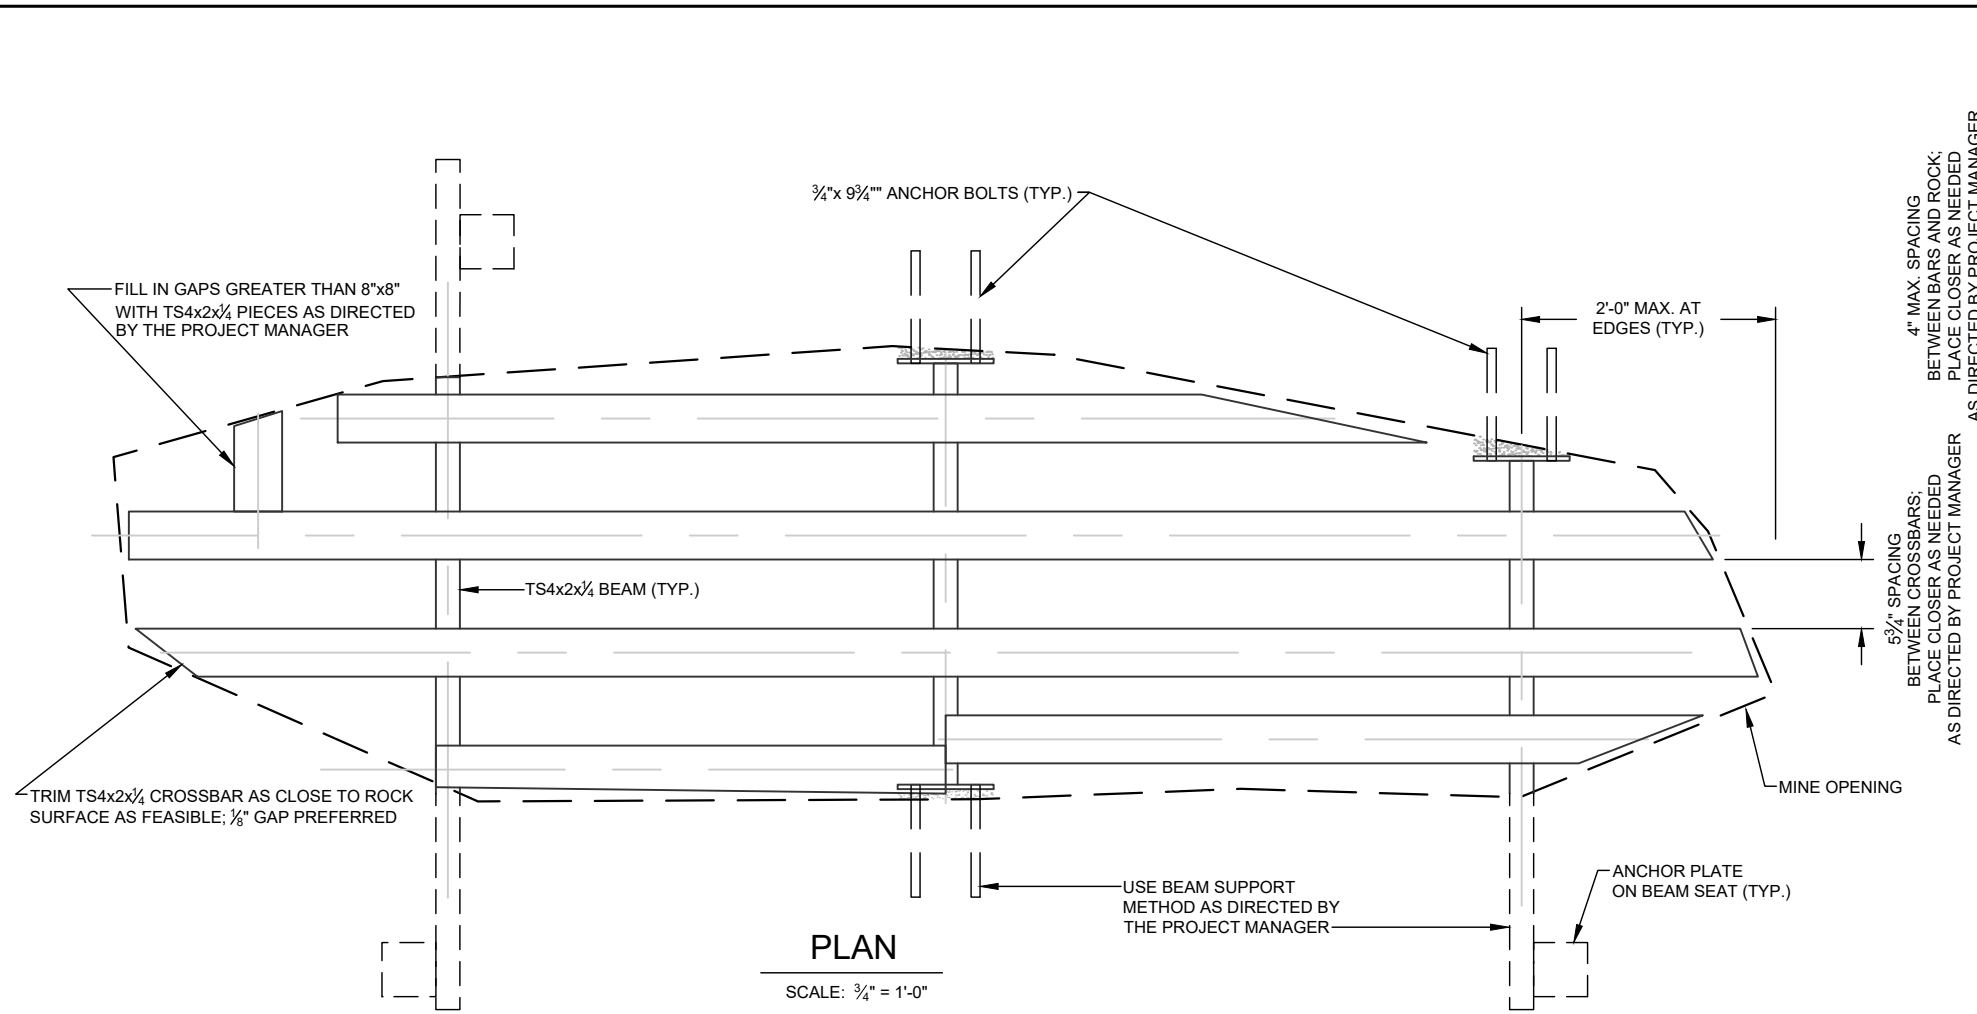 ¾"x 9¾"" ANCHOR BOLTS (TYP.)
FILL IN GAPS GREATER THAN 8"x8"
WITH TS4x2x¼ PIECES AS DIRECTED
BY THE PROJECT MANAGER
2'-0" MAX. AT
EDGES (TYP.)
4" MAX. SPACING
BETWEEN BARS AND ROCK;
PLACE CLOSER AS NEEDED
AS DIRECTED BY PROJECT MANAGER
5¾" SPACING
BETWEEN CROSSBARS;
PLACE CLOSER AS NEEDED
AS DIRECTED BY PROJECT MANAGER
TS4x2x¼ BEAM (TYP.)
TRIM TS4x2x¼ CROSSBAR AS CLOSE TO ROCK
SURFACE AS FEASIBLE; ⅛" GAP PREFERRED
MINE OPENING
USE BEAM SUPPORT
METHOD AS DIRECTED BY
THE PROJECT MANAGER
ANCHOR PLATE
ON BEAM SEAT (TYP.)
PLAN
SCALE: ¾" = 1'-0"